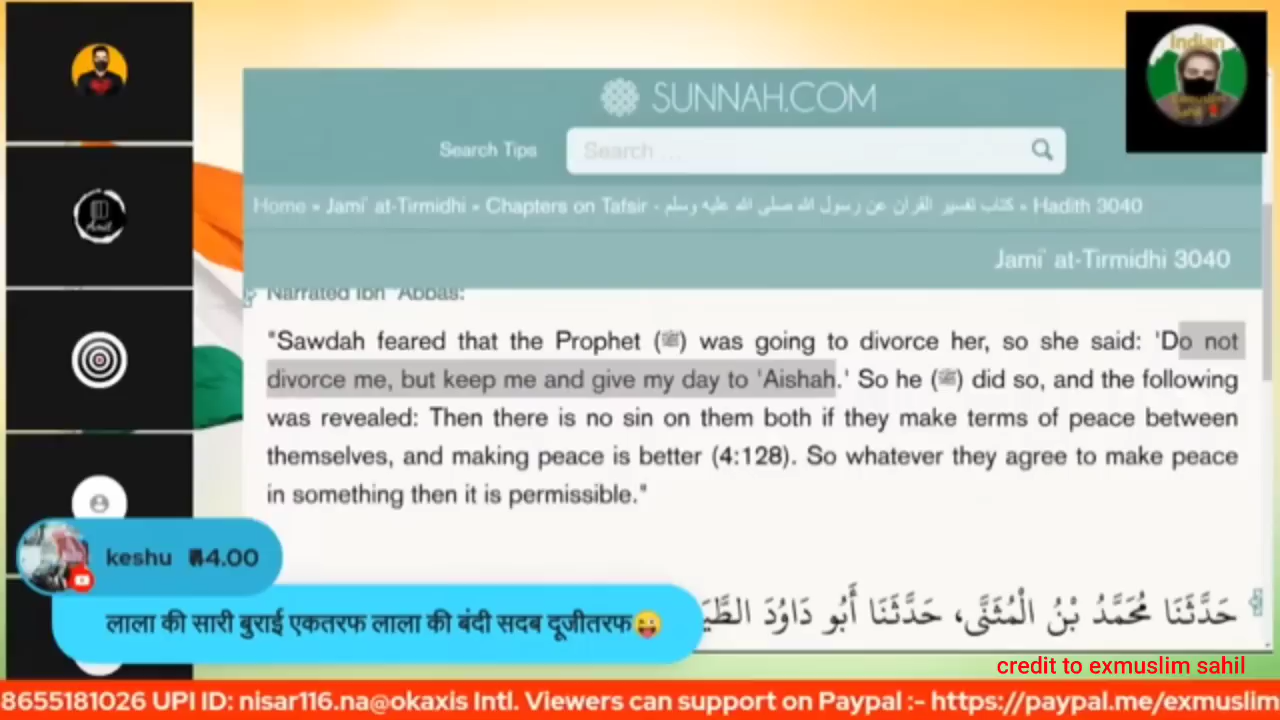 Indian
SUNNAH.COM
Search Tips
Search ...
Home » Jami` at-Tirmidhi » Chapters on Tafsir - كتاب تفسير القرآن عن رسول الله صلى الله عليه وسلم » Hadith 3040
Jami` at-Tirmidhi 3040
Narrated Ibn 'Abbas:
"Sawdah feared that the Prophet (ﷺ) was going to divorce her, so she said: 'Do not
divorce me, but keep me and give my day to 'Aishah.' So he (ﷺ) did so, and the following
was revealed: Then there is no sin on them both if they make terms of peace between
themselves, and making peace is better (4:128). So whatever they agree to make peace
in something then it is permissible."
keshu
लाला की सारी बुराई एकतरफ लाला की बंदी सदब दूजीतरफ😜
حَدَّثَنَا مُحَمَّدُ بْنُ الْمُثَنَّى، حَدَّثَنَا أَبُو دَاوُدَ الطَّيَ
credit to exmuslim sahil
8655181026 UPI ID: nisar116.na@okaxis Intl. Viewers can support on Paypal :- https://paypal.me/exmuslim